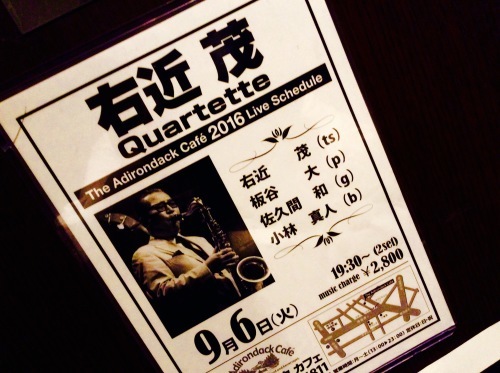 右近 茂
Quartette
The Adirondack Café 2016 Live Schedule
右近 茂 (ts)
板谷 大 (p)
佐久間 和 (g)
小林 真人 (b)
19:30~ (2set)
music charge ¥2,800
9月6日(火)
Adirondack Café
カフェ